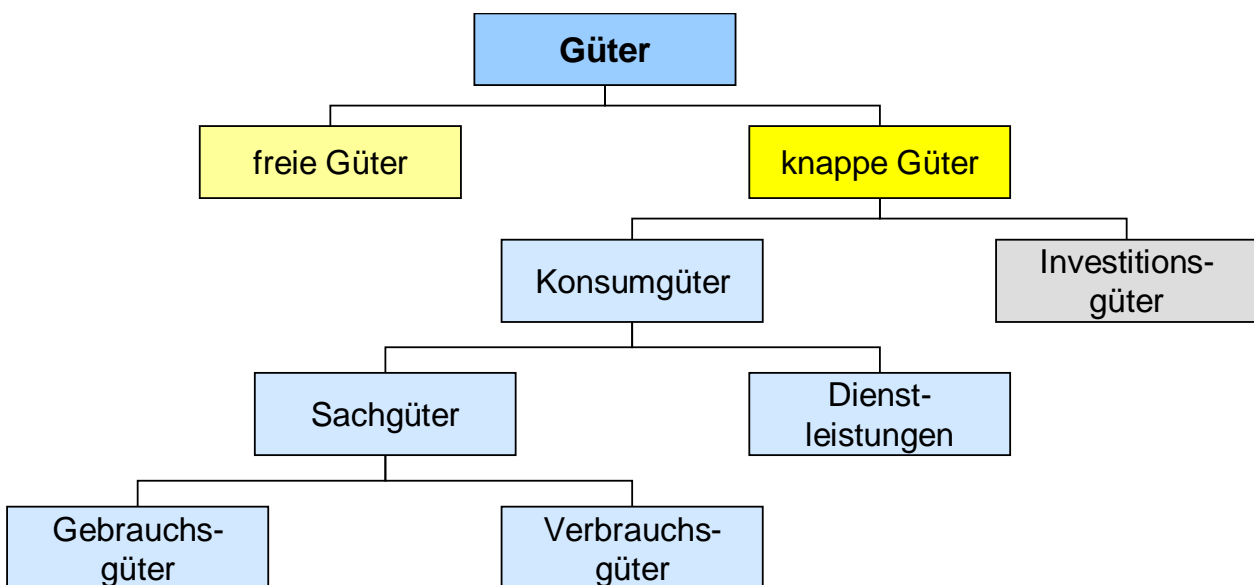 Güter
freie Güter
knappe Güter
Konsumgüter
Investitions-
güter
Sachgüter
Dienst-
leistungen
Gebrauchs-
güter
Verbrauchs-
güter